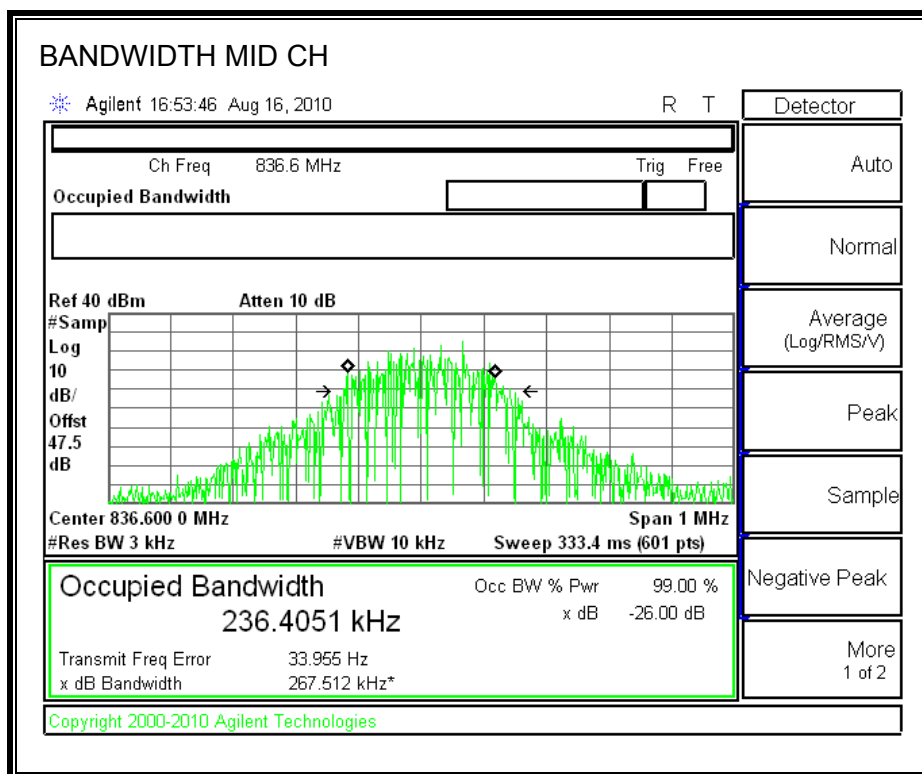 BANDWIDTH MID CH
Agilent 16:53:46 Aug 16, 2010 R T
Detector
Ch Freq 836.6 MHz Trig Free
Occupied Bandwidth
Auto
Normal
Average
(Log/RMS/V)
Peak
Sample
Negative Peak
More
1 of 2
Ref 40 dBm Atten 10 dB
#Samp
Log
10
dB/
Offst
47.5
dB
Center 836.600 0 MHz Span 1 MHz
#Res BW 3 kHz #VBW 10 kHz Sweep 333.4 ms (601 pts)
Occupied Bandwidth Occ BW % Pwr 99.00 %
236.4051 kHz x dB -26.00 dB
Transmit Freq Error 33.955 Hz
x dB Bandwidth 267.512 kHz*
Copyright 2000-2010 Agilent Technologies